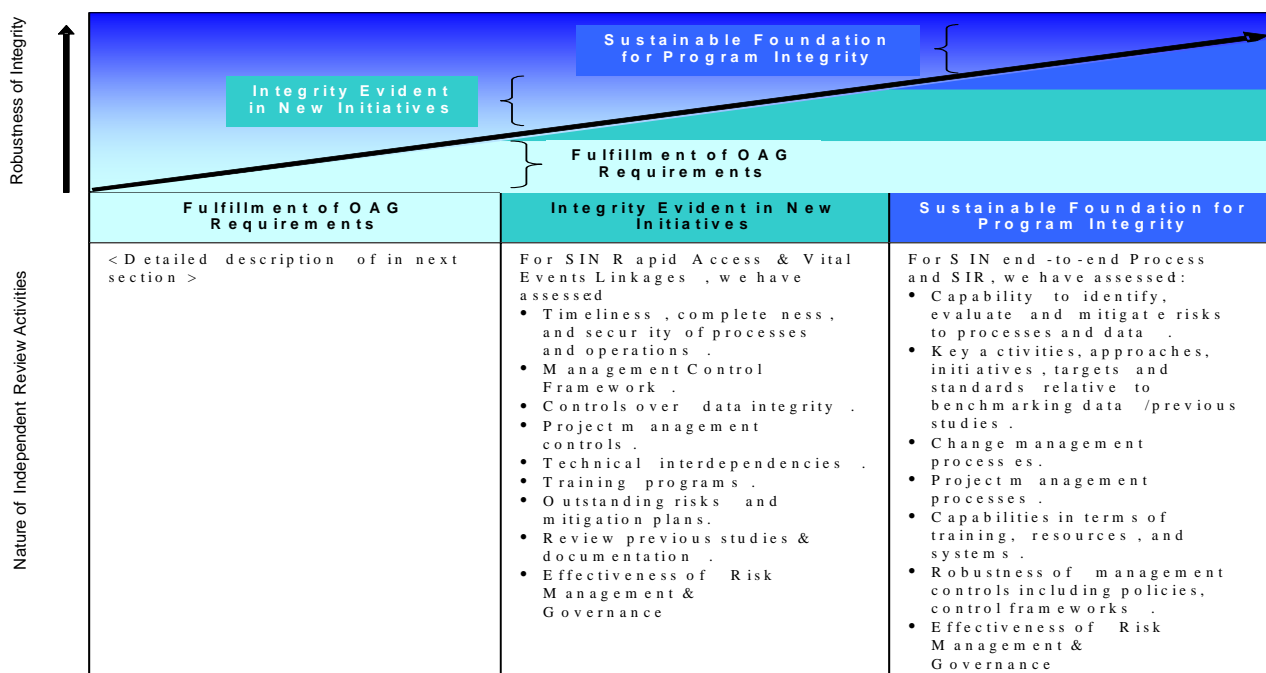 Robustness of Integrity
Sustainable Foundation
for Program Integrity
Integrity Evident
in New Initiatives
Fulfillment of OAG
Requirements
Fulfillment of OAG
Requirements
Integrity Evident in New
Initiatives
Sustainable Foundation for
Program Integrity
Nature of Independent Review Activities
< Detailed description of in next
section >
For SIN Rapid Access & Vital
Events Linkages , we have
assessed
• Timeliness , complete ness ,
and security of processes
and operations .
• Management Control
Framework .
• Controls over data integrity .
• Project management
controls .
• Technical interdependencies .
• Training programs .
• Outstanding risks and
mitigation plans.
• Review previous studies &
documentation .
• Effectiveness of Risk
Management &
Governance
For SIN end -to-end Process
and SIR, we have assessed:
• Capability to identify,
evaluate and mitigate risks
to processes and data .
• Key activities, approaches,
initiatives , targets and
standards relative to
benchmarking data /previous
studies .
• Change management
process es.
• Project management
processes .
• Capabilities in terms of
training, resources , and
systems .
• Robustness of management
controls including policies,
control frameworks .
• Effectiveness of Risk
Management &
Governance